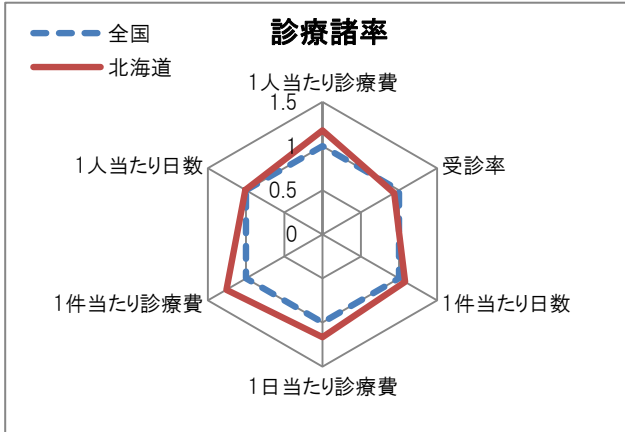 診療諸率
全国
北海道
1人当たり診療費
1.5
1
0.5
0
受診率
1件当たり日数
1日当たり診療費
1件当たり診療費
1人当たり日数